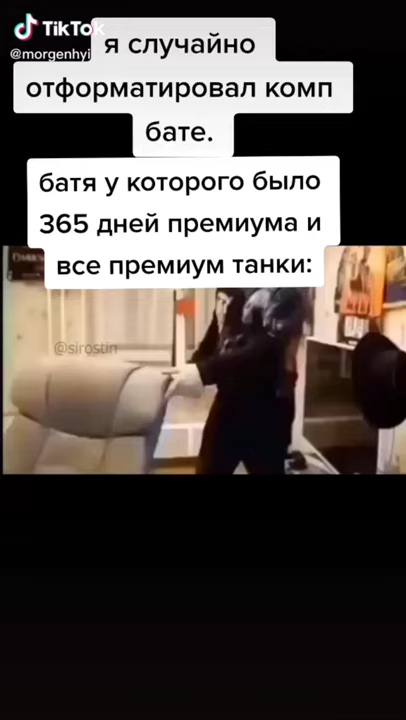 TikTok
@morgenhyi
я случайно
отформатировал комп
бате.
батя у которого было
365 дней премиума и
все премиум танки:
@sirostin